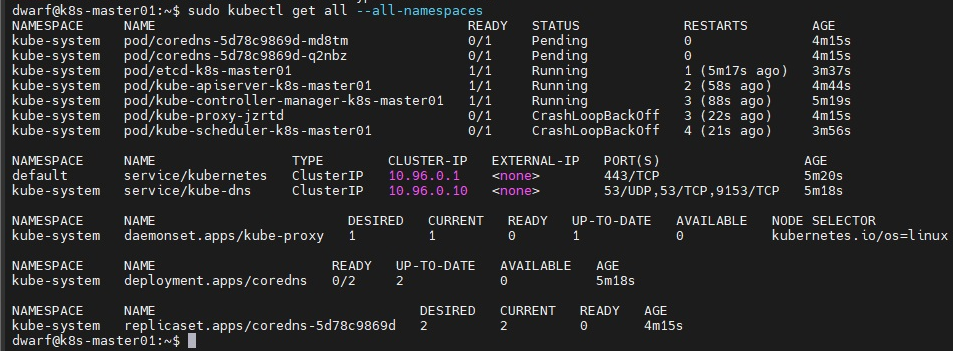 dwarf@k8s-master01:~$ sudo kubectl get all --all-namespaces
NAMESPACE NAME READY STATUS RESTARTS AGE
kube-system pod/coredns-5d78c9869d-md8tm 0/1 Pending 0 4m15s
kube-system pod/coredns-5d78c9869d-q2nbz 0/1 Pending 0 4m15s
kube-system pod/etcd-k8s-master01 1/1 Running 1 (5m17s ago) 3m37s
kube-system pod/kube-apiserver-k8s-master01 1/1 Running 2 (58s ago) 4m44s
kube-system pod/kube-controller-manager-k8s-master01 1/1 Running 3 (88s ago) 5m19s
kube-system pod/kube-proxy-jzrtd 0/1 CrashLoopBackOff 3 (22s ago) 4m15s
kube-system pod/kube-scheduler-k8s-master01 0/1 CrashLoopBackOff 4 (21s ago) 3m56s
NAMESPACE NAME TYPE CLUSTER-IP EXTERNAL-IP PORT(S) AGE
default service/kubernetes ClusterIP 10.96.0.1 <none> 443/TCP 5m20s
kube-system service/kube-dns ClusterIP 10.96.0.10 <none> 53/UDP,53/TCP,9153/TCP 5m18s
NAMESPACE NAME DESIRED CURRENT READY UP-TO-DATE AVAILABLE NODE SELECTOR
kube-system daemonset.apps/kube-proxy 1 1 0 1 0 kubernetes.io/os=linux
NAMESPACE NAME READY UP-TO-DATE AVAILABLE AGE
kube-system deployment.apps/coredns 0/2 2 0 5m18s
NAMESPACE NAME DESIRED CURRENT READY AGE
kube-system replicaset.apps/coredns-5d78c9869d 2 2 0 4m15s
dwarf@k8s-master01:~$